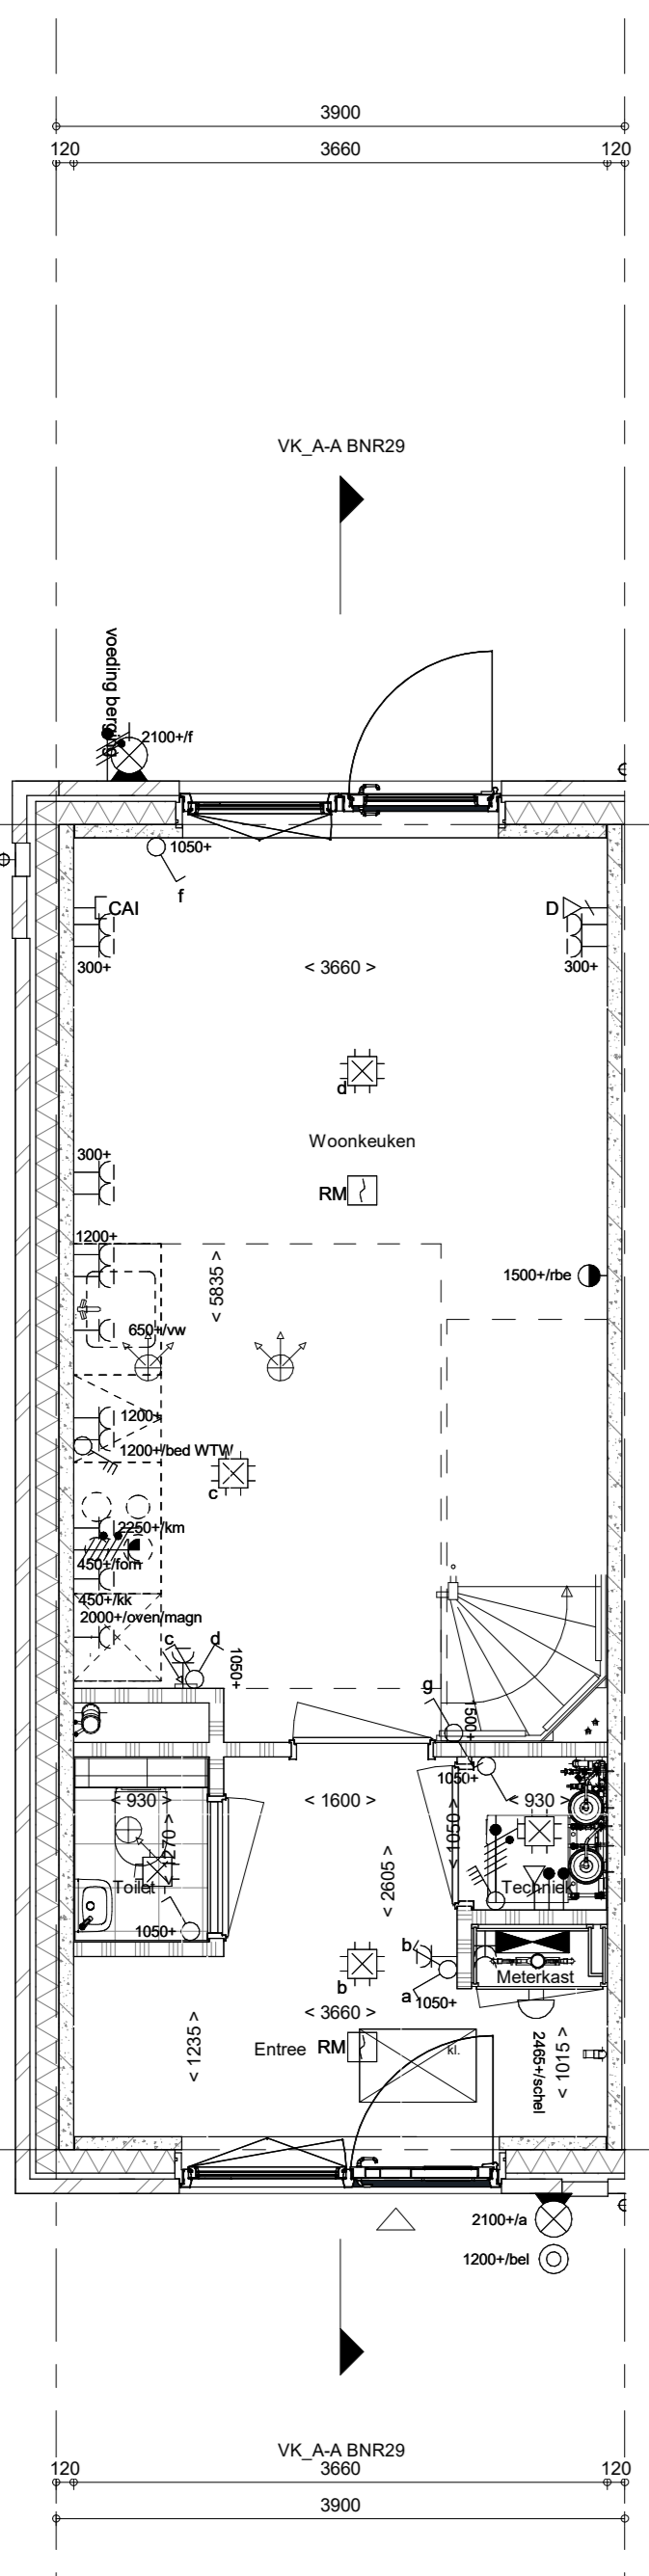 3900
120 3660 120
VK_A-A BNR29
voeding berging
2100+/f
1050+
f
CAI D
300+ < 3660 > 300+
d
Woonkeuken
300+
RM
1200+
< 5835 >
1500+/rbe
650+/vw
1200+
1200+/bed WTW
c
2250+/km
450+/forn
450+/kk
2000+/oven/magn
c d
1050+
g
1500+
1050+
< 930 > < 1600 > < 1050 > < 930 >
1270 >
< 2605 >
Toilet Techniek
1050+
b
b
Meterkast
a 1050+
< 3660 >
< 1235 >
Entree RM kl.
2465+/schel
< 1015 >
2100+/a
1200+/bel
VK_A-A BNR29
120 3660 120
3900